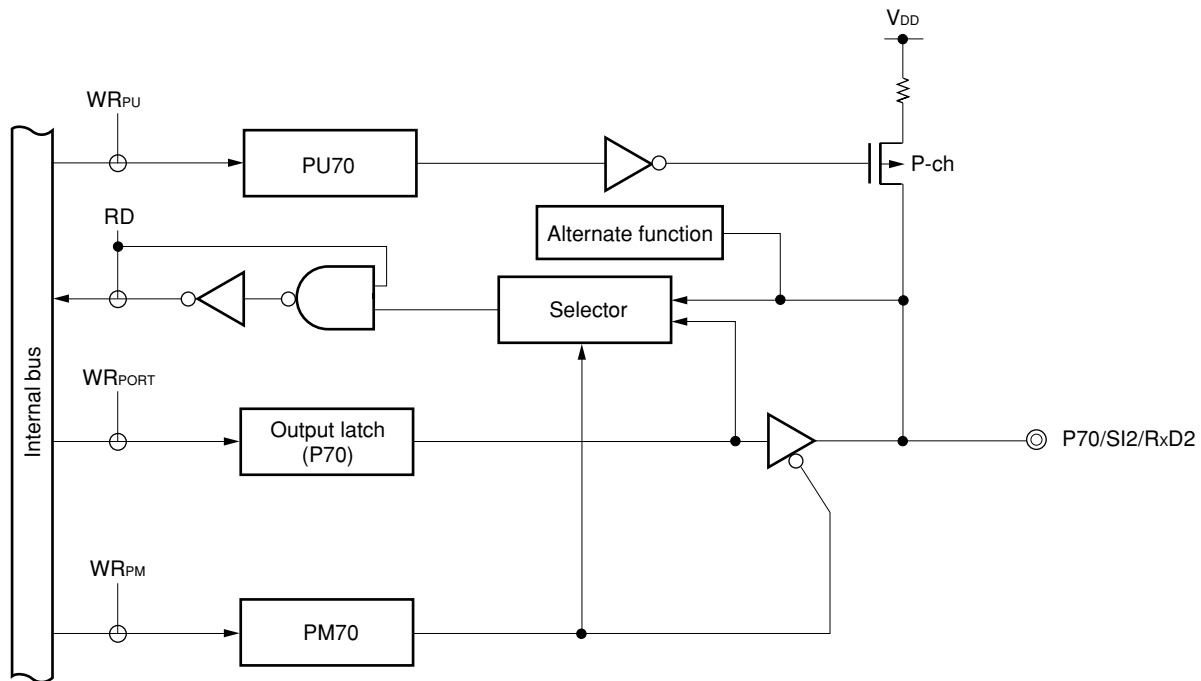 VDD
WRPU
PU70
P-ch
RD
Alternate function
Selector
Internal bus
WRPORT
Output latch
(P70)
P70/SI2/RxD2
WRPM
PM70